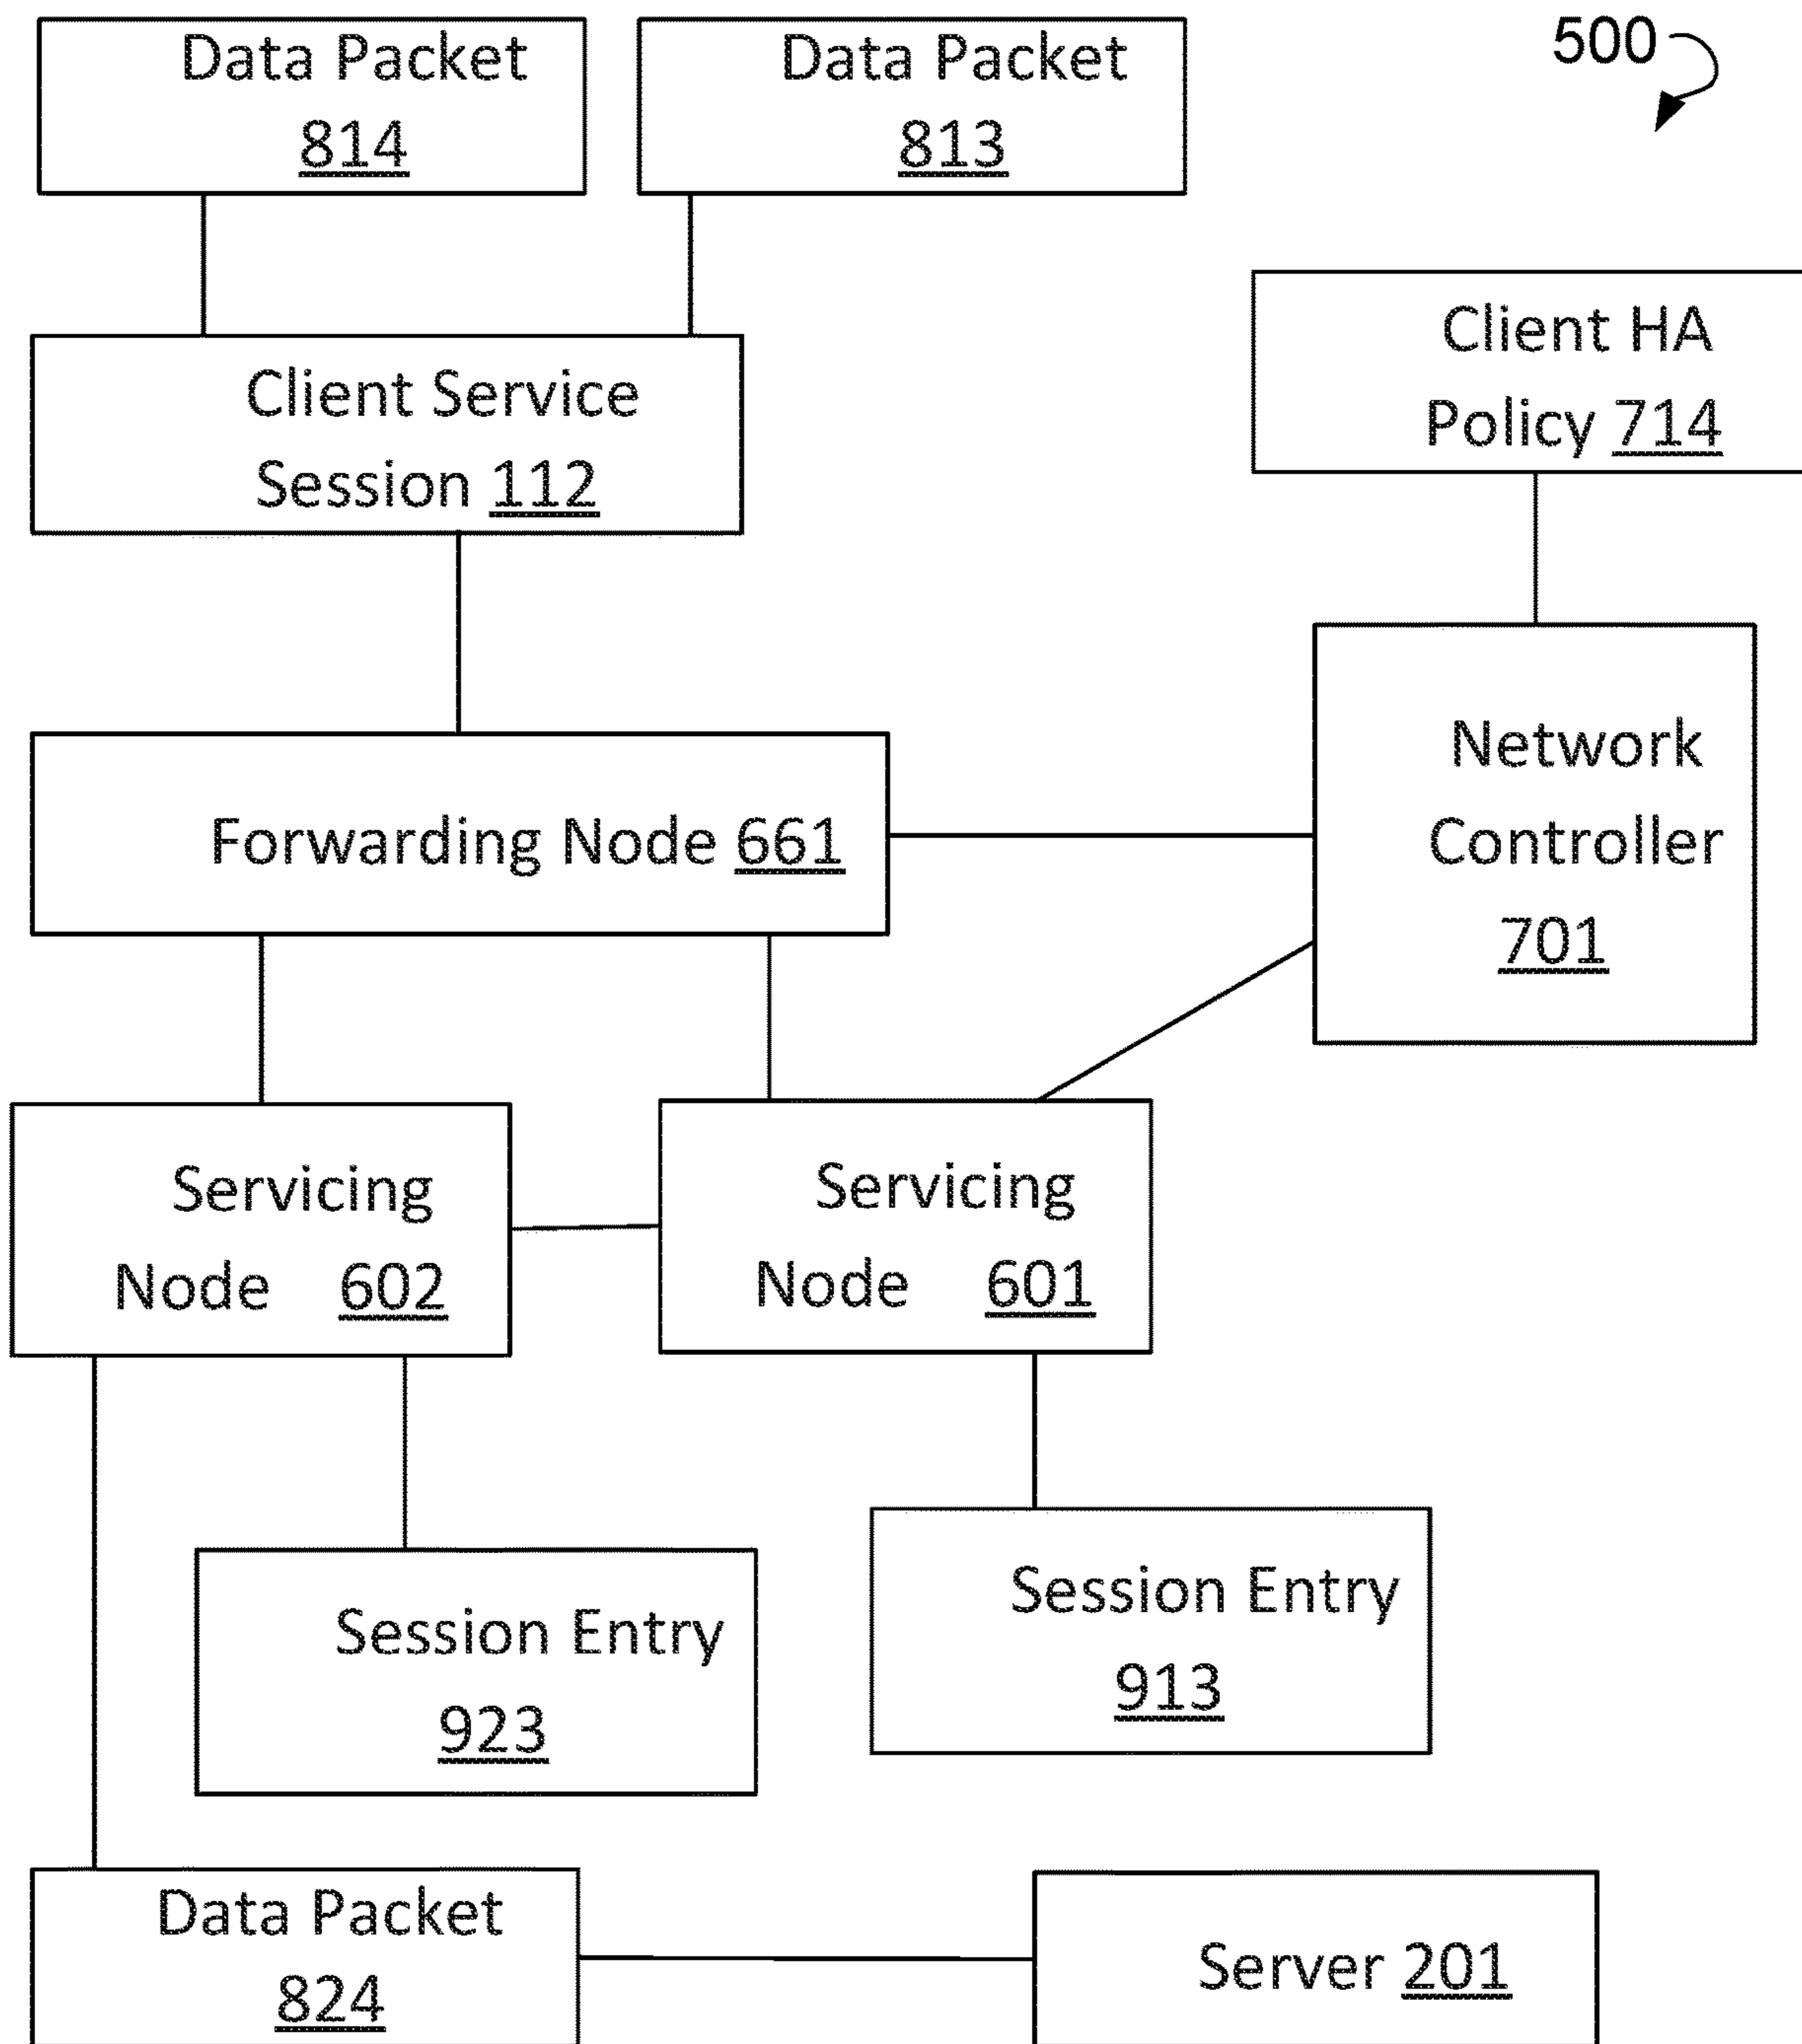 Data Packet
814
Data Packet
813
500
Client Service
Session 112
Client HA
Policy 714
Network
Controller
701
Forwarding Node 661
Servicing
Node 602
Servicing
Node 601
Session Entry
923
Session Entry
913
Data Packet
824
Server 201